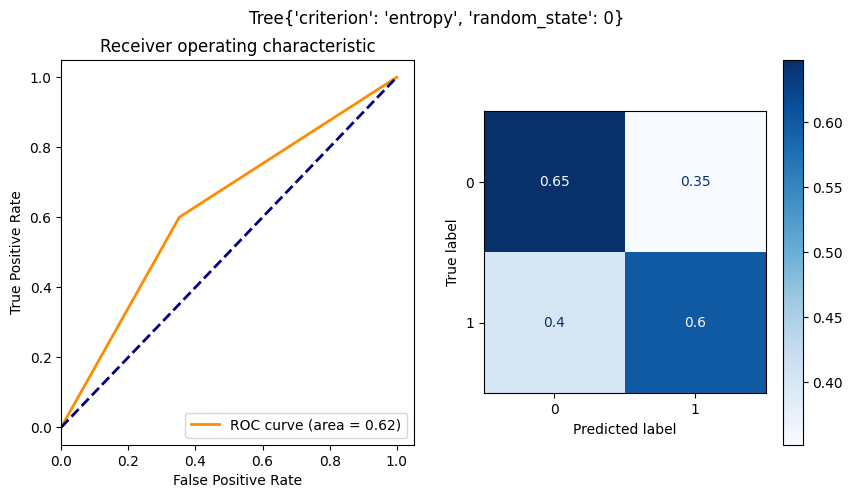 Tree{'criterion': 'entropy', 'random_state': 0}
Receiver operating characteristic
True Positive Rate
1.0
0.8
0.6
0.4
0.2
0.0
ROC curve (area = 0.62)
0.0 0.2 0.4 0.6 0.8 1.0
False Positive Rate
True label
0
1
0.65 0.35
0.4 0.6
0 1
Predicted label
0.60
0.55
0.50
0.45
0.40